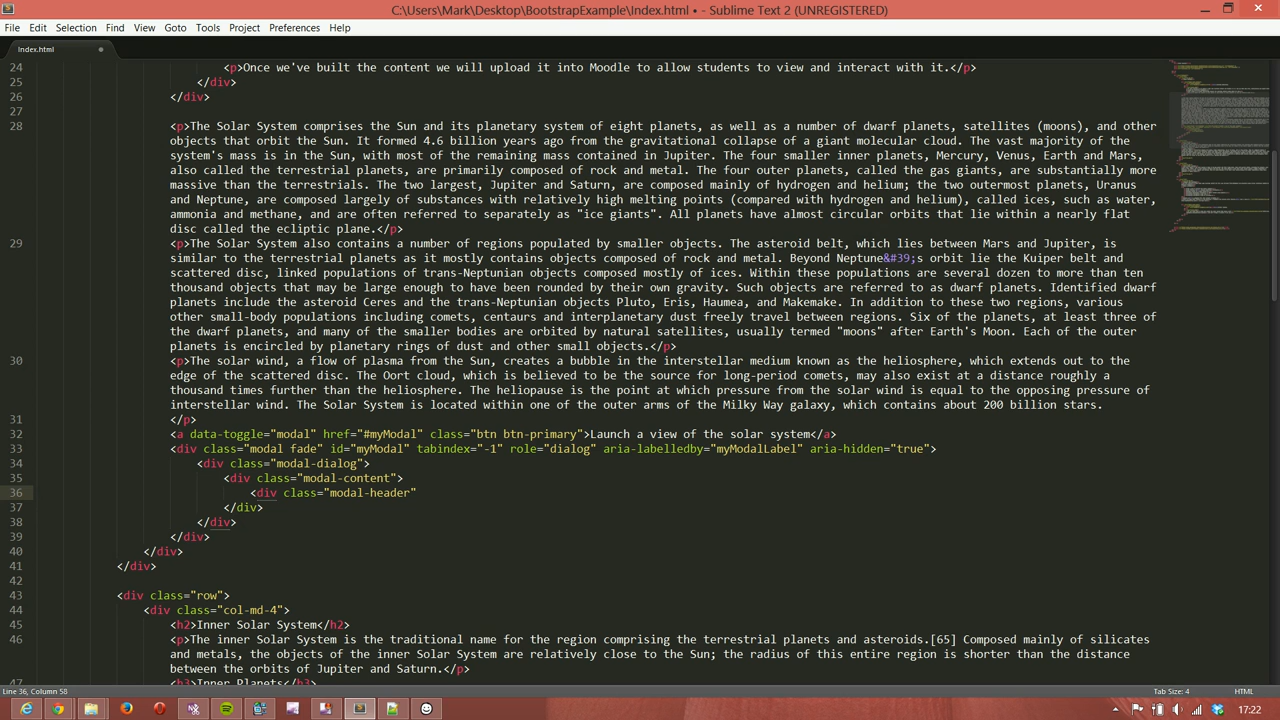 C:\Users\Mark\Desktop\BootstrapExample\Index.html • - Sublime Text 2 (UNREGISTERED)
File Edit Selection Find View Goto Tools Project Preferences Help
Index.html
24 <p>Once we've built the content we will upload it into Moodle to allow students to view and interact with it.</p>
25 </div>
26 </div>
27
28 <p>The Solar System comprises the Sun and its planetary system of eight planets, as well as a number of dwarf planets, satellites (moons), and other
objects that orbit the Sun. It formed 4.6 billion years ago from the gravitational collapse of a giant molecular cloud. The vast majority of the
system's mass is in the Sun, with most of the remaining mass contained in Jupiter. The four smaller inner planets, Mercury, Venus, Earth and Mars,
also called the terrestrial planets, are primarily composed of rock and metal. The four outer planets, called the gas giants, are substantially more
massive than the terrestrials. The two largest, Jupiter and Saturn, are composed mainly of hydrogen and helium; the two outermost planets, Uranus
and Neptune, are composed largely of substances with relatively high melting points (compared with hydrogen and helium), called ices, such as water,
ammonia and methane, and are often referred to separately as "ice giants". All planets have almost circular orbits that lie within a nearly flat
disc called the ecliptic plane.</p>
29 <p>The Solar System also contains a number of regions populated by smaller objects. The asteroid belt, which lies between Mars and Jupiter, is
similar to the terrestrial planets as it mostly contains objects composed of rock and metal. Beyond Neptune&#39;s orbit lie the Kuiper belt and
scattered disc, linked populations of trans-Neptunian objects composed mostly of ices. Within these populations are several dozen to more than ten
thousand objects that may be large enough to have been rounded by their own gravity. Such objects are referred to as dwarf planets. Identified dwarf
planets include the asteroid Ceres and the trans-Neptunian objects Pluto, Eris, Haumea, and Makemake. In addition to these two regions, various
other small-body populations including comets, centaurs and interplanetary dust freely travel between regions. Six of the planets, at least three of
the dwarf planets, and many of the smaller bodies are orbited by natural satellites, usually termed "moons" after Earth's Moon. Each of the outer
planets is encircled by planetary rings of dust and other small objects.</p>
30 <p>The solar wind, a flow of plasma from the Sun, creates a bubble in the interstellar medium known as the heliosphere, which extends out to the
edge of the scattered disc. The Oort cloud, which is believed to be the source for long-period comets, may also exist at a distance roughly a
thousand times further than the heliosphere. The heliopause is the point at which pressure from the solar wind is equal to the opposing pressure of
interstellar wind. The Solar System is located within one of the outer arms of the Milky Way galaxy, which contains about 200 billion stars.
31 </p>
32 <a data-toggle="modal" href="#myModal" class="btn btn-primary">Launch a view of the solar system</a>
33 <div class="modal fade" id="myModal" tabindex="-1" role="dialog" aria-labelledby="myModalLabel" aria-hidden="true">
34 <div class="modal-dialog">
35 <div class="modal-content">
36 <div class="modal-header"
37 </div>
38 </div>
39 </div>
40 </div>
41 </div>
42
43 <div class="row">
44 <div class="col-md-4">
45 <h2>Inner Solar System</h2>
46 <p>The inner Solar System is the traditional name for the region comprising the terrestrial planets and asteroids.[65] Composed mainly of silicates
and metals, the objects of the inner Solar System are relatively close to the Sun; the radius of this entire region is shorter than the distance
between the orbits of Jupiter and Saturn.</p>
47 <h3>Inner Planets</h3>
Line 36, Column 58 Tab Size: 4 HTML
17:22